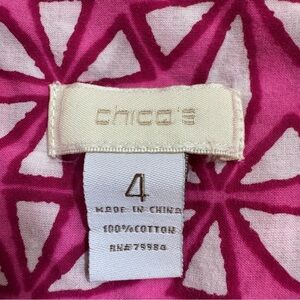 chico's
4
MADE IN CHINA
100%COTTON
RN#79984